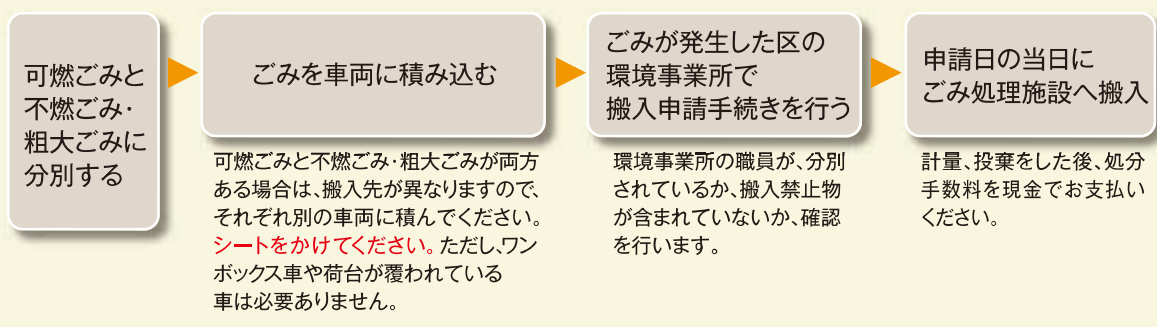 可燃ごみと
不燃ごみ・
粗大ごみに
分別する
ごみを車両に積み込む
可燃ごみと不燃ごみ・粗大ごみが両方
ある場合は、搬入先が異なりますので、
それぞれ別の車両に積んでください。
シートをかけてください。ただし、ワン
ボックス車や荷台が覆われている
車は必要ありません。
ごみが発生した区の
環境事業所で
搬入申請手続きを行う
環境事業所の職員が、分別
されているか、搬入禁止物
が含まれていないか、確認
を行います。
申請日の当日に
ごみ処理施設へ搬入
計量、投棄をした後、処分
手数料を現金でお支払い
ください。